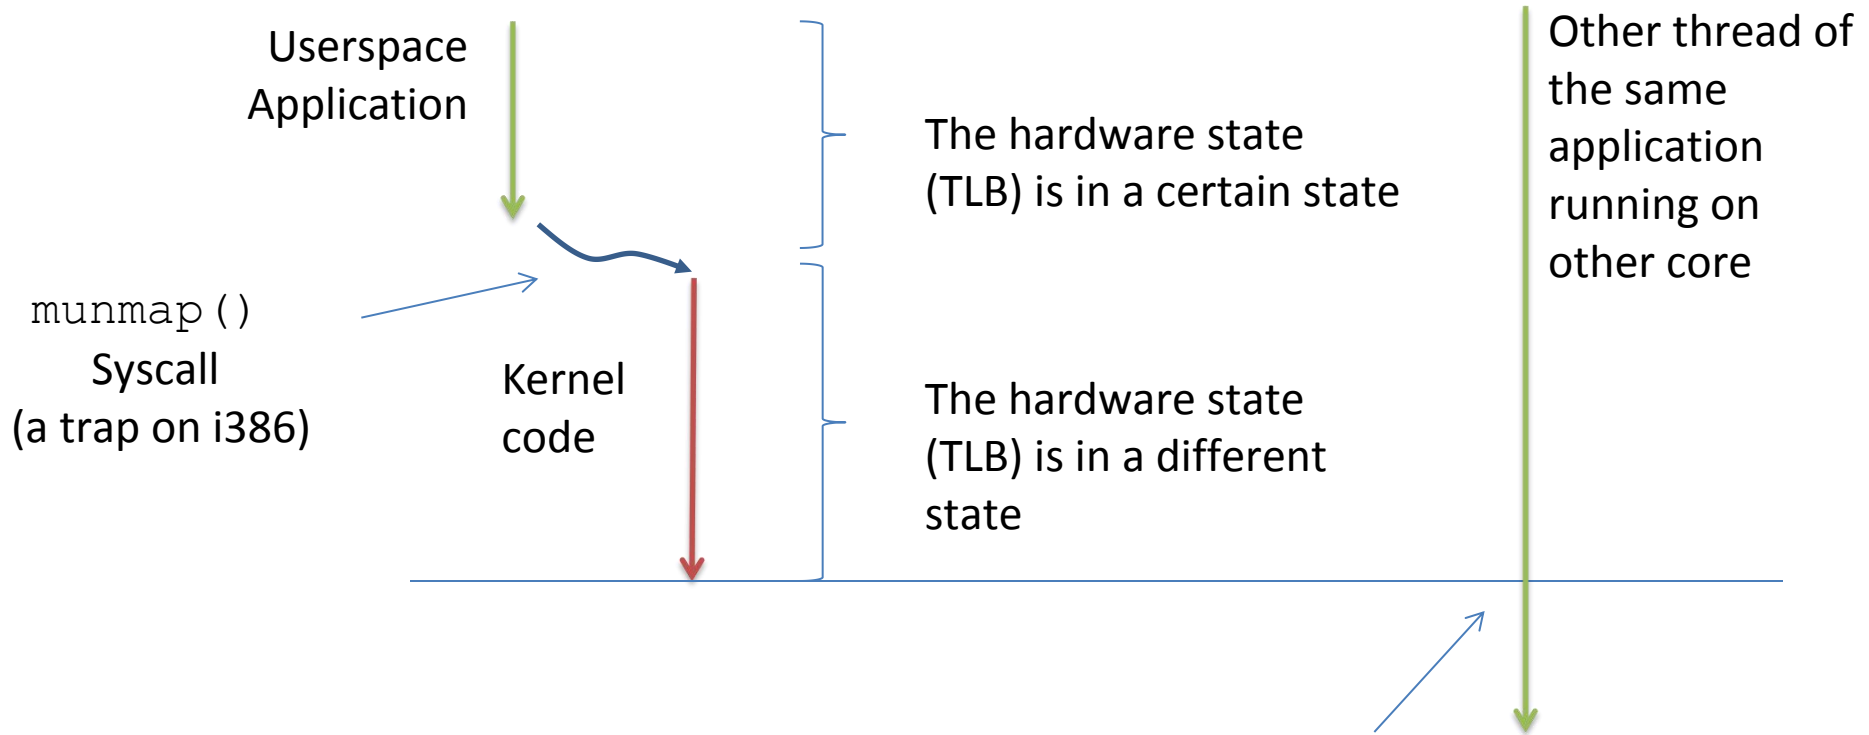 Userspace
Application
munmap()
Syscall
(a trap on i386)
Kernel
code
The hardware state
(TLB) is in a certain state
The hardware state
(TLB) is in a different
state
Other thread of
the same
application
running on
other core